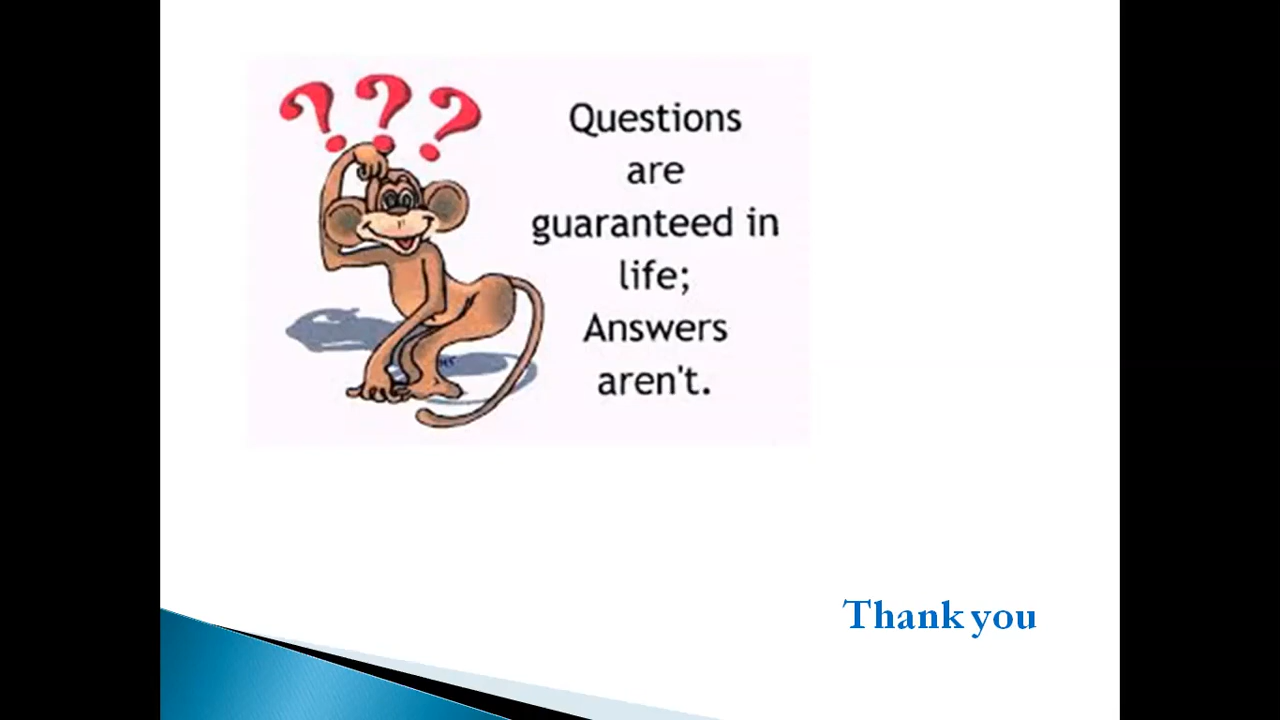 ???
Questions
are
guaranteed in
life;
Answers
aren't.
Thank you